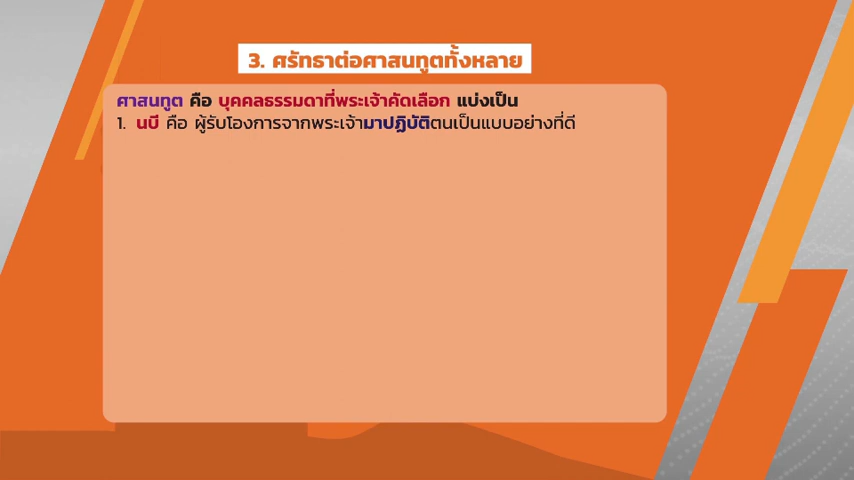 3. ศรัทธาต่อศาสนทูตทั้งหลาย
ศาสนทูต คือ บุคคลธรรมดาที่พระเจ้าคัดเลือก แบ่งเป็น
1. นบี คือ ผู้รับโองการจากพระเจ้ามาปฏิบัติตนเป็นแบบอย่างที่ดี